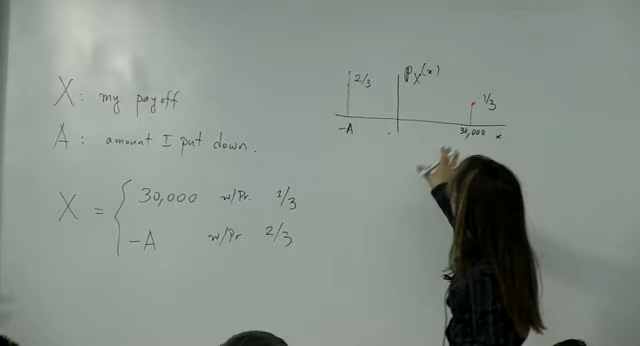 X : my payoff
A : amount I put down.
X = { 30,000 w/Pr. 1/3
-A w/Pr 2/3
2/3 Pₓ(x) 1/3
-A 30,000 x